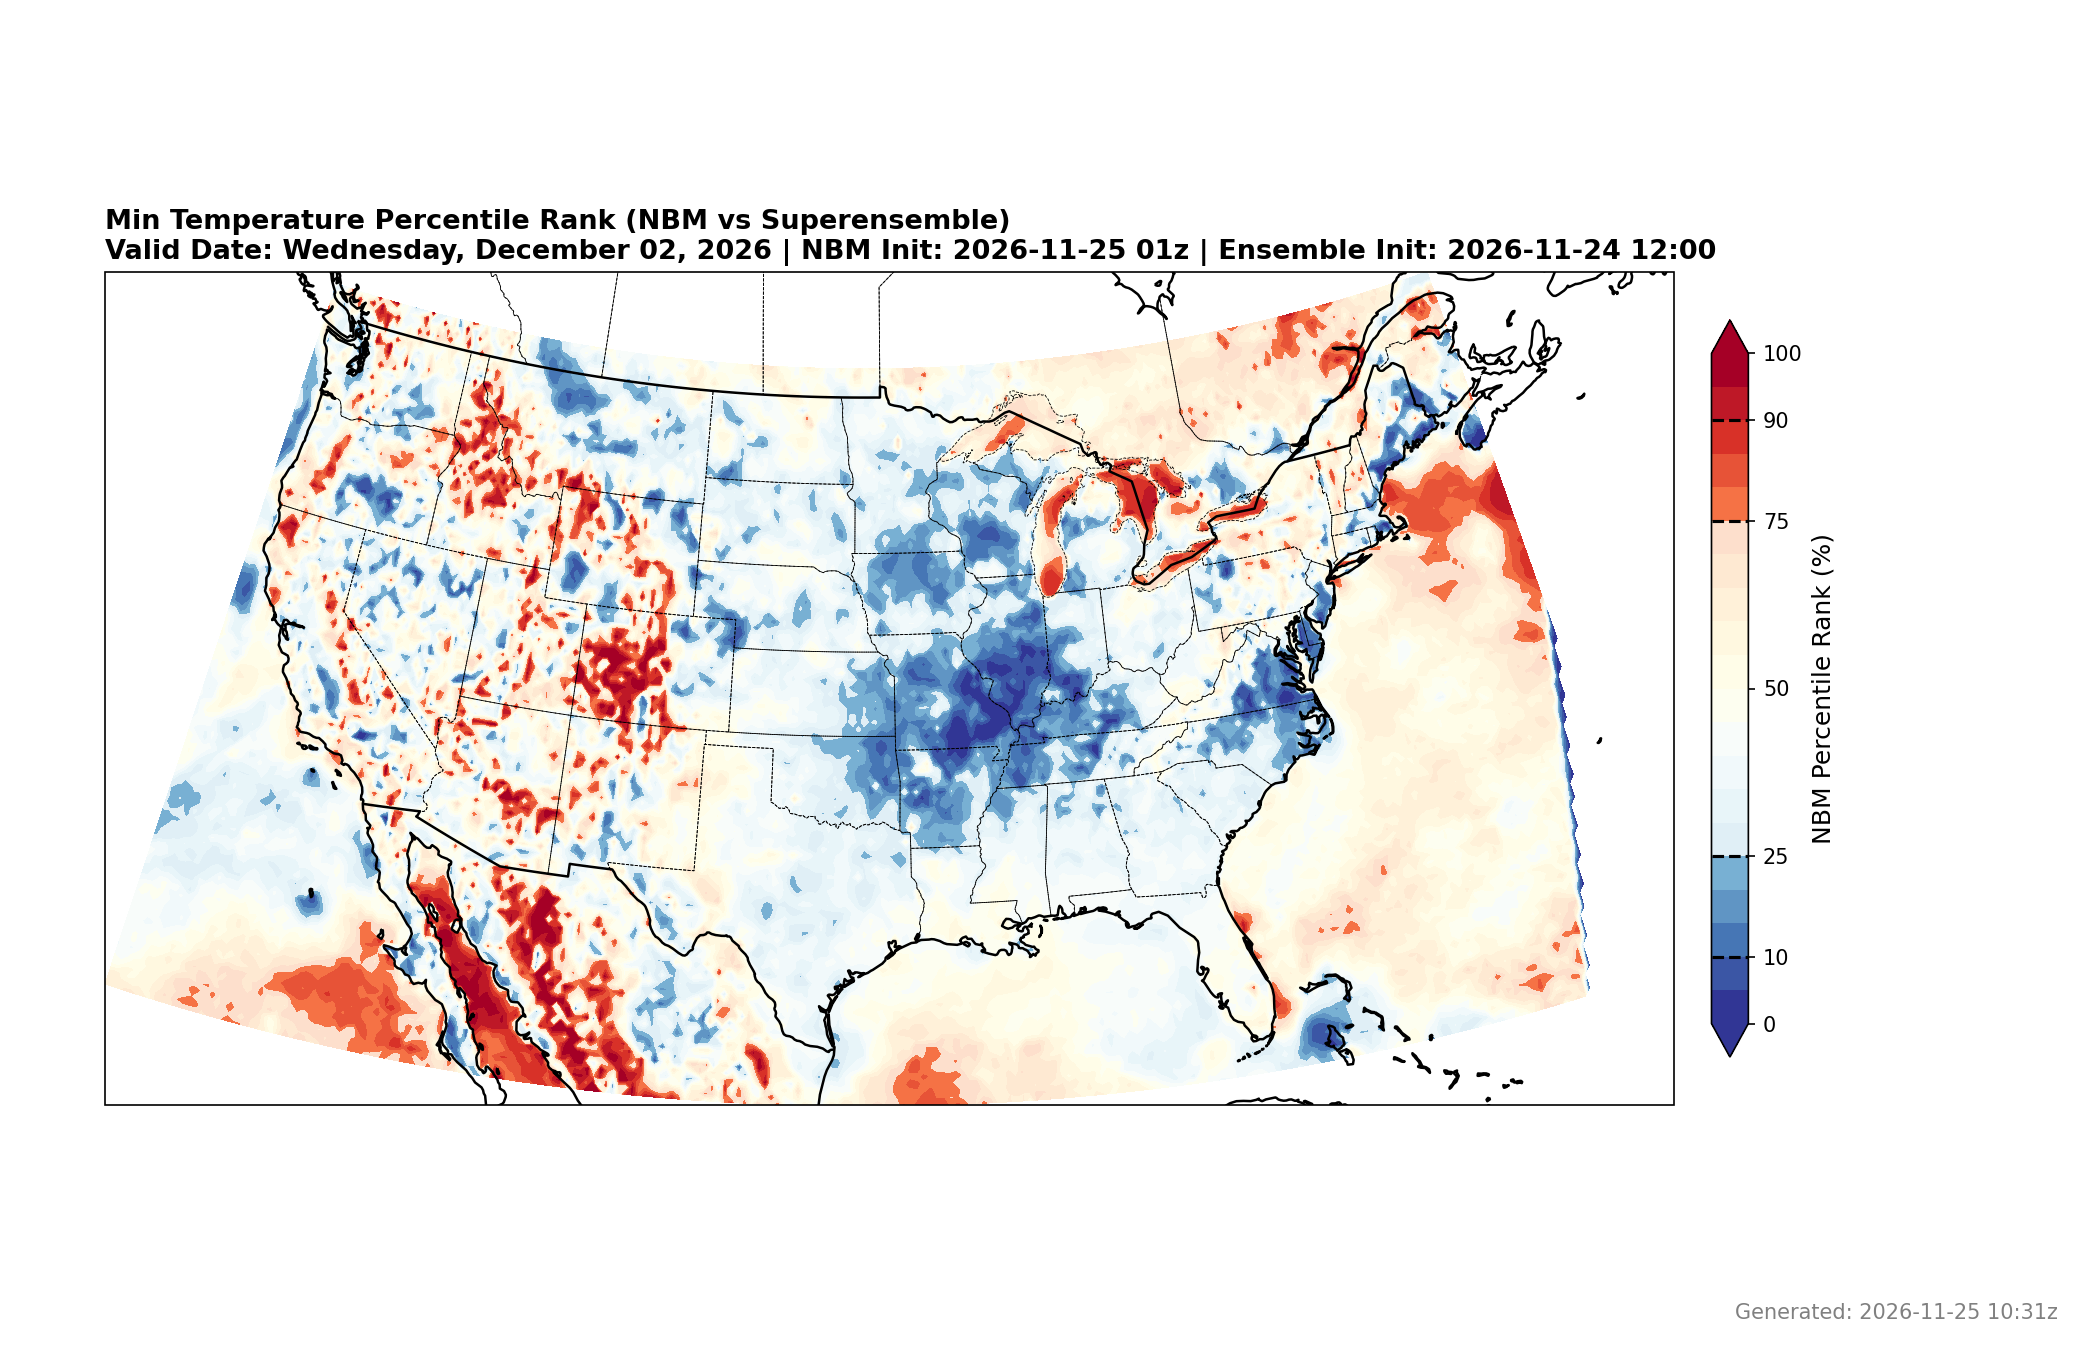 Min Temperature Percentile Rank (NBM vs Superensemble)
Valid Date: Wednesday, December 02, 2026 | NBM Init: 2026-11-25 01z | Ensemble Init: 2026-11-24 12:00
100
90
75
50
25
10
0
NBM Percentile Rank (%)
Generated: 2026-11-25 10:31z